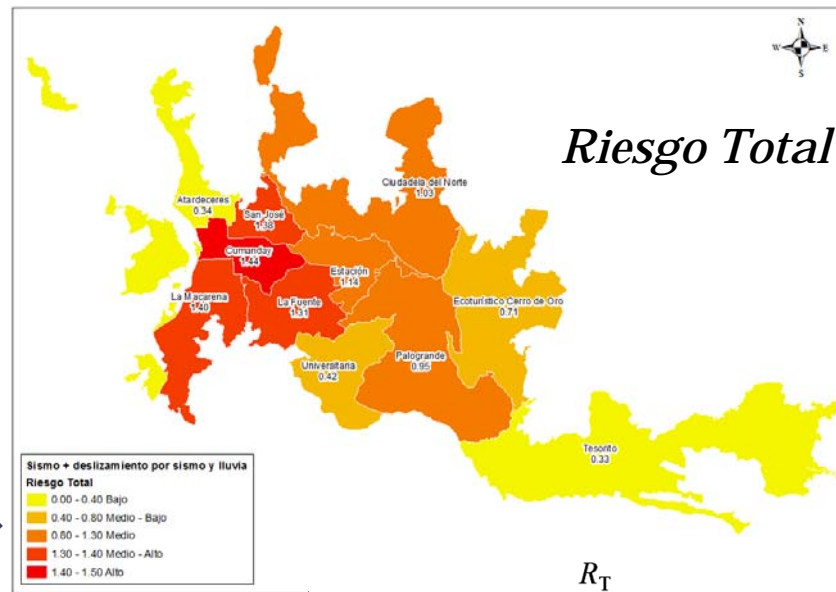 N
W E
S
Riesgo Total
Ciudadela del Norte
1.03
Atardeceres
0.34
San José
1.38
Cumanday
1.44
Estación
1.14
La Macarena
1.40
La Fuente
1.31
Ecoturístico Cerro de Oro
0.71
Palogrande
0.95
Universitaria
0.42
Tesorito
0.33
Sismo + deslizamiento por sismo y lluvia
Riesgo Total
0.00 - 0.40 Bajo
0.40 - 0.80 Medio - Bajo
0.80 - 1.30 Medio
1.30 - 1.40 Medio - Alto
1.40 - 1.50 Alto
R_T